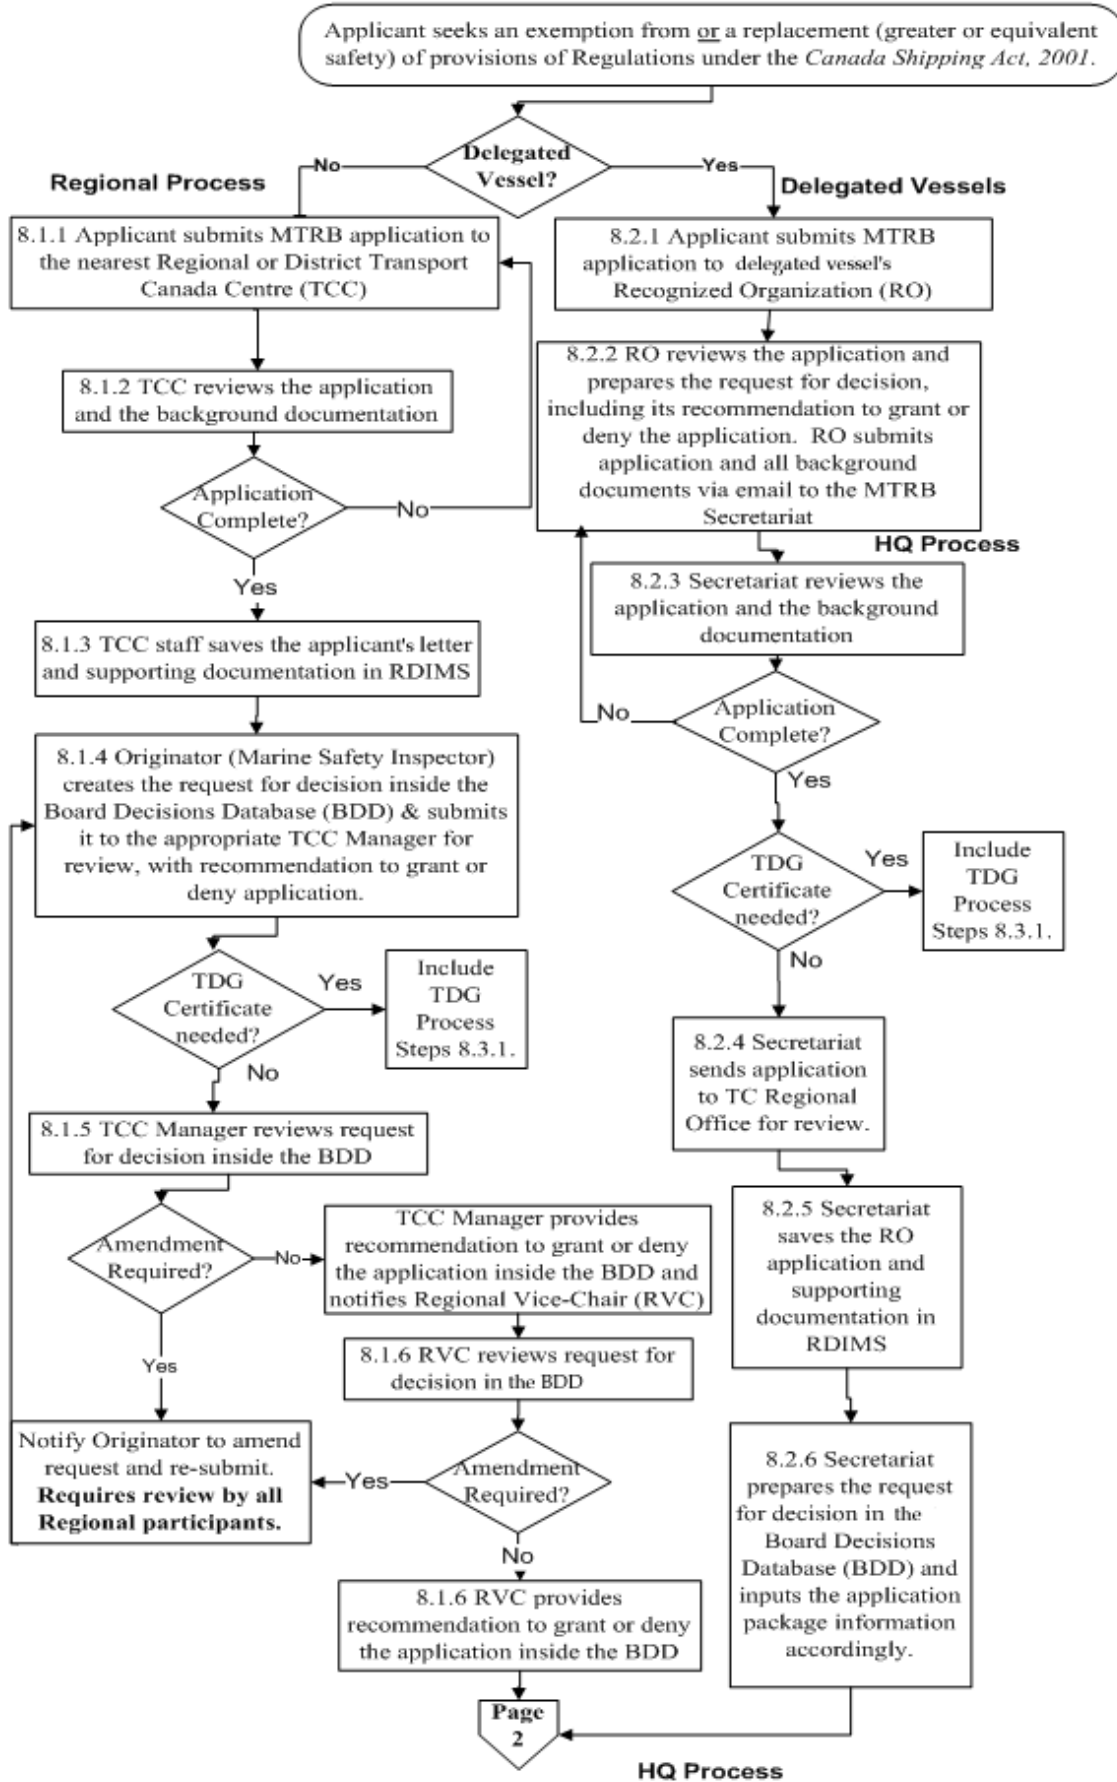 Applicant seeks an exemption from or a replacement (greater or equivalent
safety) of provisions of Regulations under the Canada Shipping Act, 2001.
Delegated
Vessel?
No
Yes
Regional Process
Delegated Vessels
8.1.1 Applicant submits MTRB application to
the nearest Regional or District Transport
Canada Centre (TCC)
8.1.2 TCC reviews the application
and the background documentation
Application
Complete?
No
Yes
8.1.3 TCC staff saves the applicant's letter
and supporting documentation in RDIMS
8.1.4 Originator (Marine Safety Inspector)
creates the request for decision inside the
Board Decisions Database (BDD) & submits
it to the appropriate TCC Manager for
review, with recommendation to grant or
deny application.
TDG
Certificate
needed?
Yes
Include
TDG
Process
Steps 8.3.1.
No
8.1.5 TCC Manager reviews request
for decision inside the BDD
Amendment
Required?
No
TCC Manager provides
recommendation to grant or deny
the application inside the BDD and
notifies Regional Vice-Chair (RVC)
8.1.6 RVC reviews request for
decision in the BDD
Yes
Notify Originator to amend
request and re-submit.
Requires review by all
Regional participants.
Yes
Amendment
Required?
No
8.1.6 RVC provides
recommendation to grant or deny
the application inside the BDD
8.2.1 Applicant submits MTRB
application to delegated vessel's
Recognized Organization (RO)
8.2.2 RO reviews the application and
prepares the request for decision,
including its recommendation to grant or
deny the application. RO submits
application and all background
documents via email to the MTRB
Secretariat
HQ Process
8.2.3 Secretariat reviews the
application and the background
documentation
No
Application
Complete?
Yes
TDG
Certificate
needed?
Yes
Include
TDG
Process
Steps 8.3.1.
No
8.2.4 Secretariat
sends application
to TC Regional
Office for review.
8.2.5 Secretariat
saves the RO
application and
supporting
documentation in
RDIMS
8.2.6 Secretariat
prepares the request
for decision in the
Board Decisions
Database (BDD) and
inputs the application
package information
accordingly.
Page
2
HQ Process